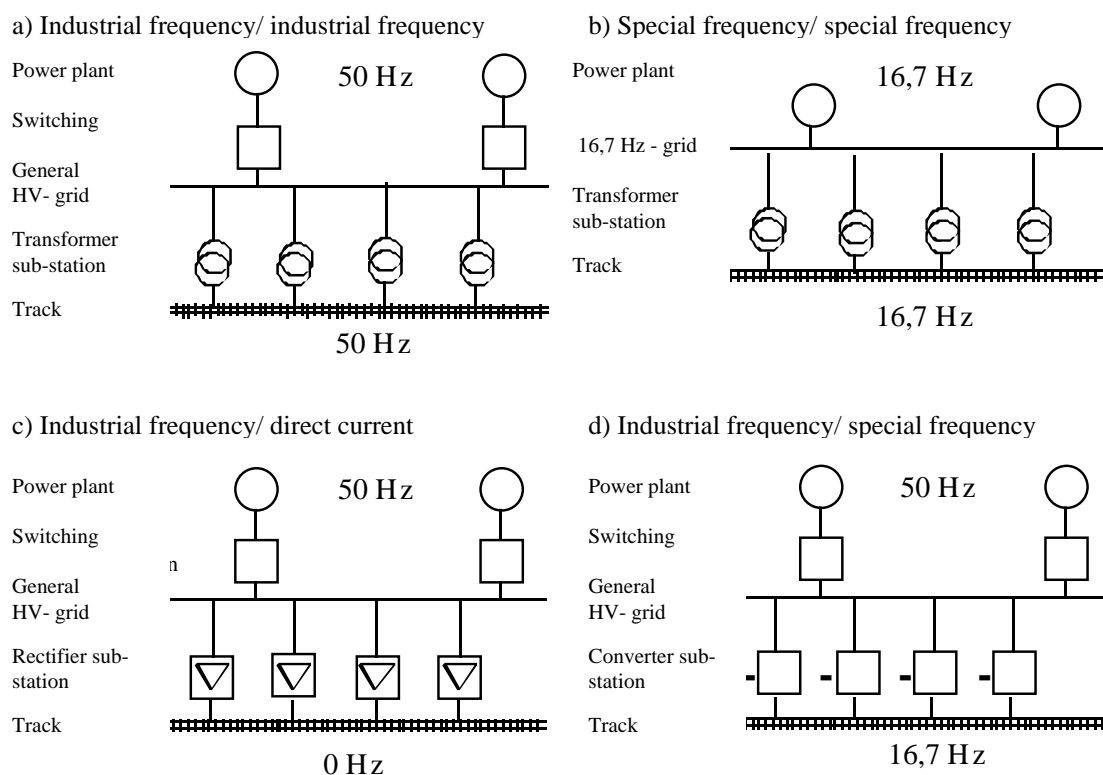 a) Industrial frequency/ industrial frequency
Power plant
50 Hz
Switching
General
HV- grid
Transformer
sub-station
Track
50 Hz
b) Special frequency/ special frequency
Power plant
16,7 Hz
16,7 Hz - grid
Transformer
sub-station
Track
16,7 Hz
c) Industrial frequency/ direct current
Power plant
50 Hz
Switching
n
General
HV- grid
Rectifier sub-
station
Track
0 Hz
d) Industrial frequency/ special frequency
Power plant
50 Hz
Switching
General
HV- grid
Converter sub-
station
Track
16,7 Hz